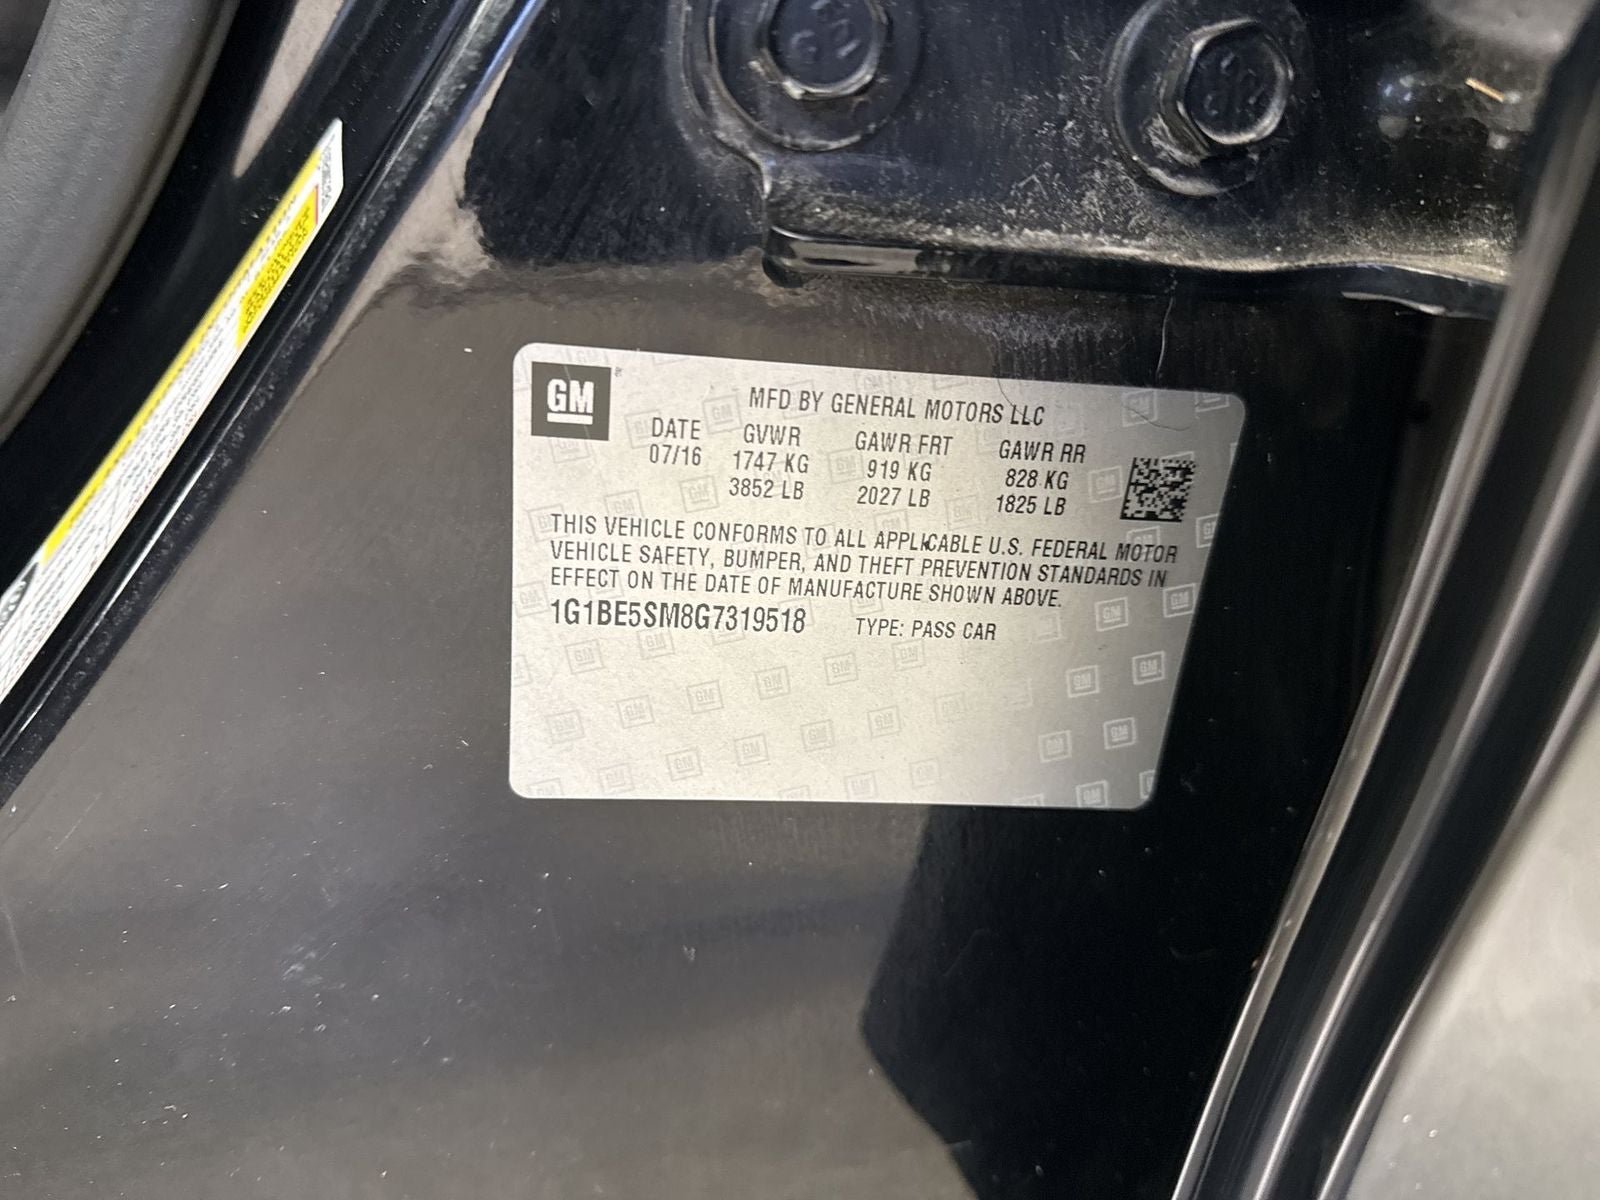 GM
MFD BY GENERAL MOTORS LLC
DATE GVWR GAWR FRT GAWR RR
07/16 1747 KG 919 KG 828 KG
3852 LB 2027 LB 1825 LB
THIS VEHICLE CONFORMS TO ALL APPLICABLE U.S. FEDERAL MOTOR
VEHICLE SAFETY, BUMPER, AND THEFT PREVENTION STANDARDS IN
EFFECT ON THE DATE OF MANUFACTURE SHOWN ABOVE.
1G1BE5SM8G7319518 TYPE: PASS CAR